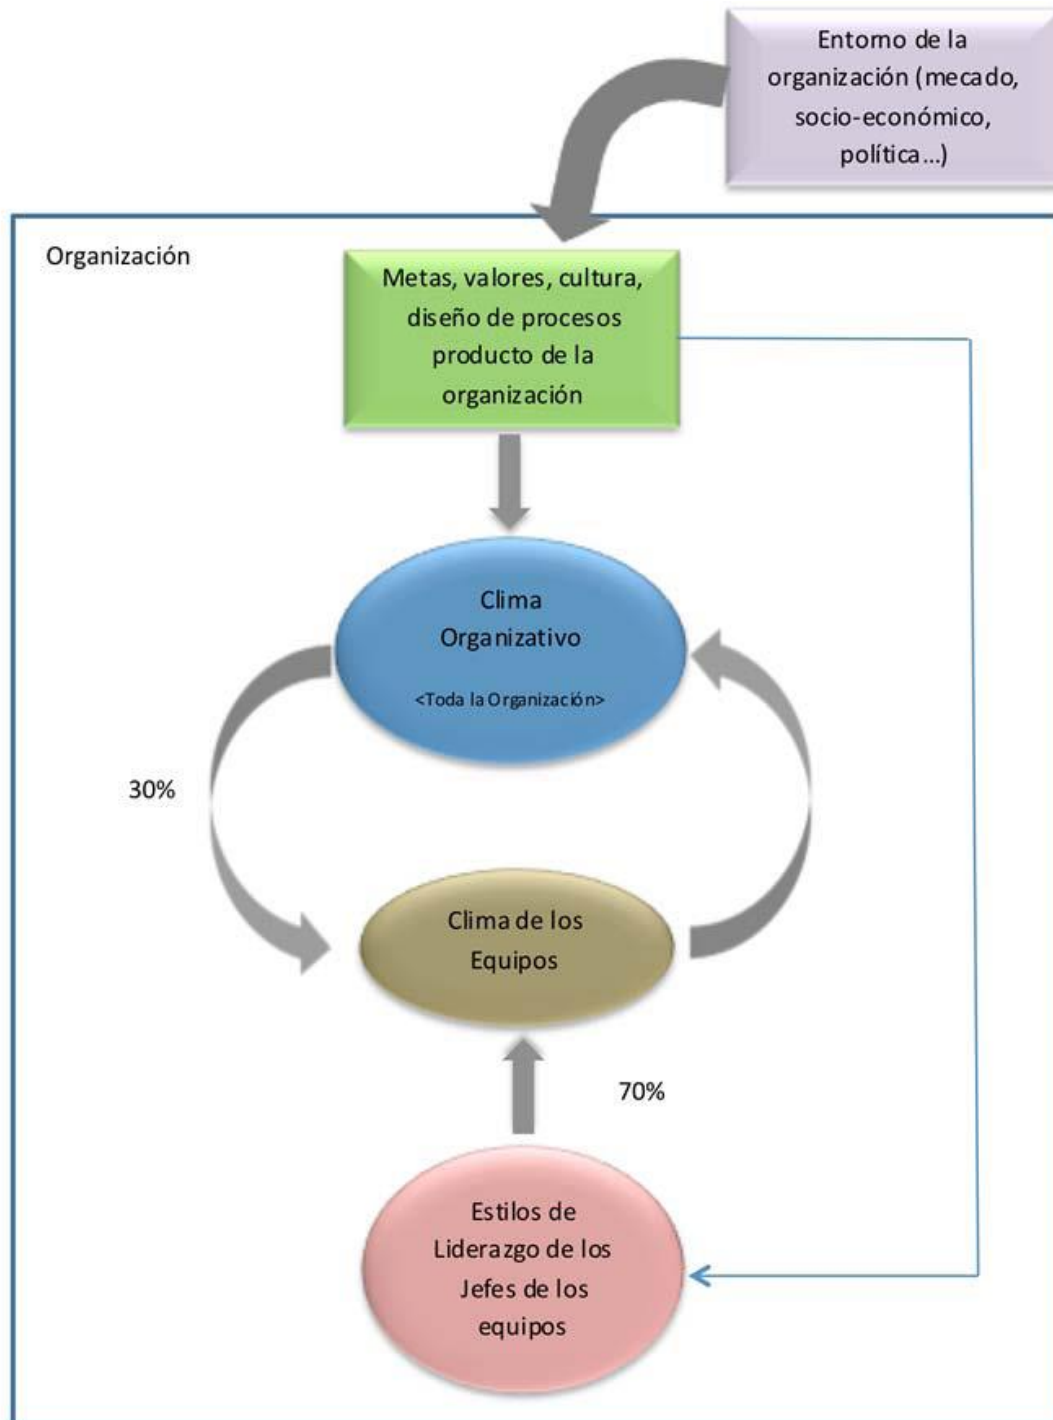 Entorno de la
organización (mecado,
socio-económico,
política...)
Organización
Metas, valores, cultura,
diseño de procesos
producto de la
organización
Clima
Organizativo
<Toda la Organización>
30%
Clima de los
Equipos
70%
Estilos de
Liderazgo de los
Jefes de los
equipos